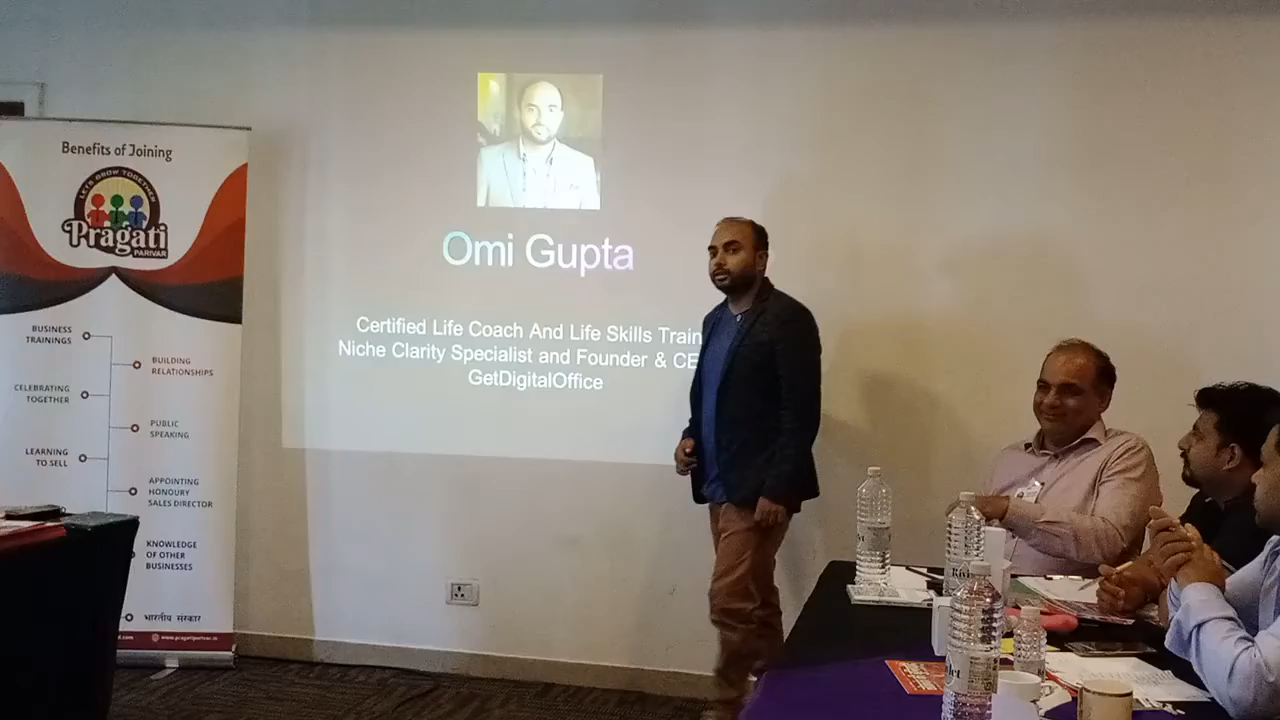 Benefits of Joining
LETS GROW TOGETHER
Pragati
PARIVAR
BUSINESS
TRAININGS
BUILDING
RELATIONSHIPS
CELEBRATING
TOGETHER
PUBLIC
SPEAKING
LEARNING
TO SELL
APPOINTING
HONOURY
SALES DIRECTOR
KNOWLEDGE
OF OTHER
BUSINESSES
भारतीय संस्कार
www.pragatiparivar.in
Omi Gupta
Certified Life Coach And Life Skills Train
Niche Clarity Specialist and Founder & CE
GetDigitalOffice